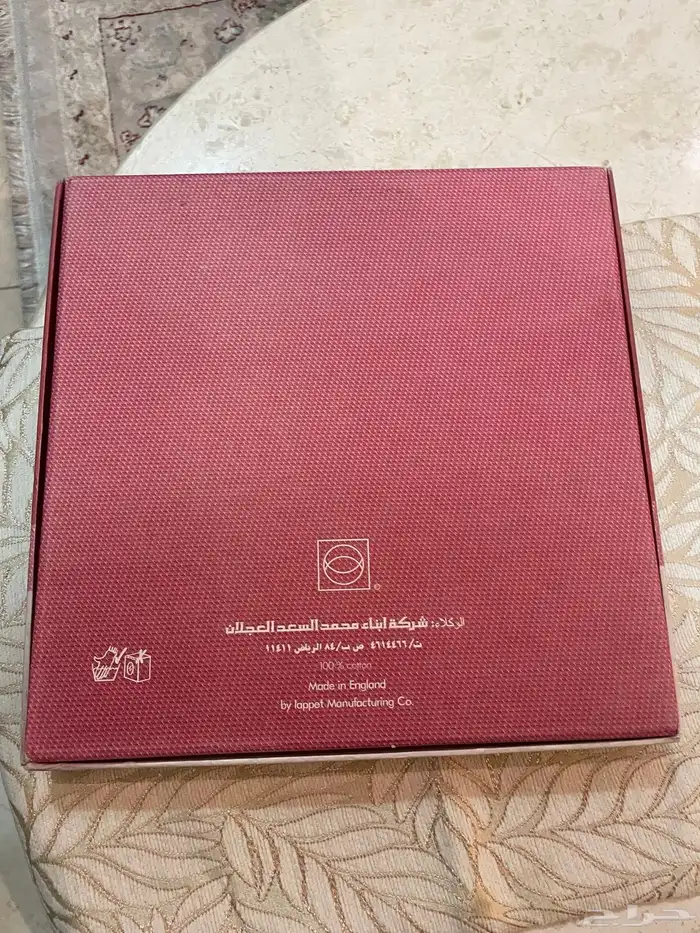 الوكلاء: شركة ابناء محمد السعد العجلان
ت/٤٦١٤٤٦٦ ص ب/٨٤ الرياض ١١٤١١
100 % cotton
Made in England
by lappet Manufacturing Co.
حراج